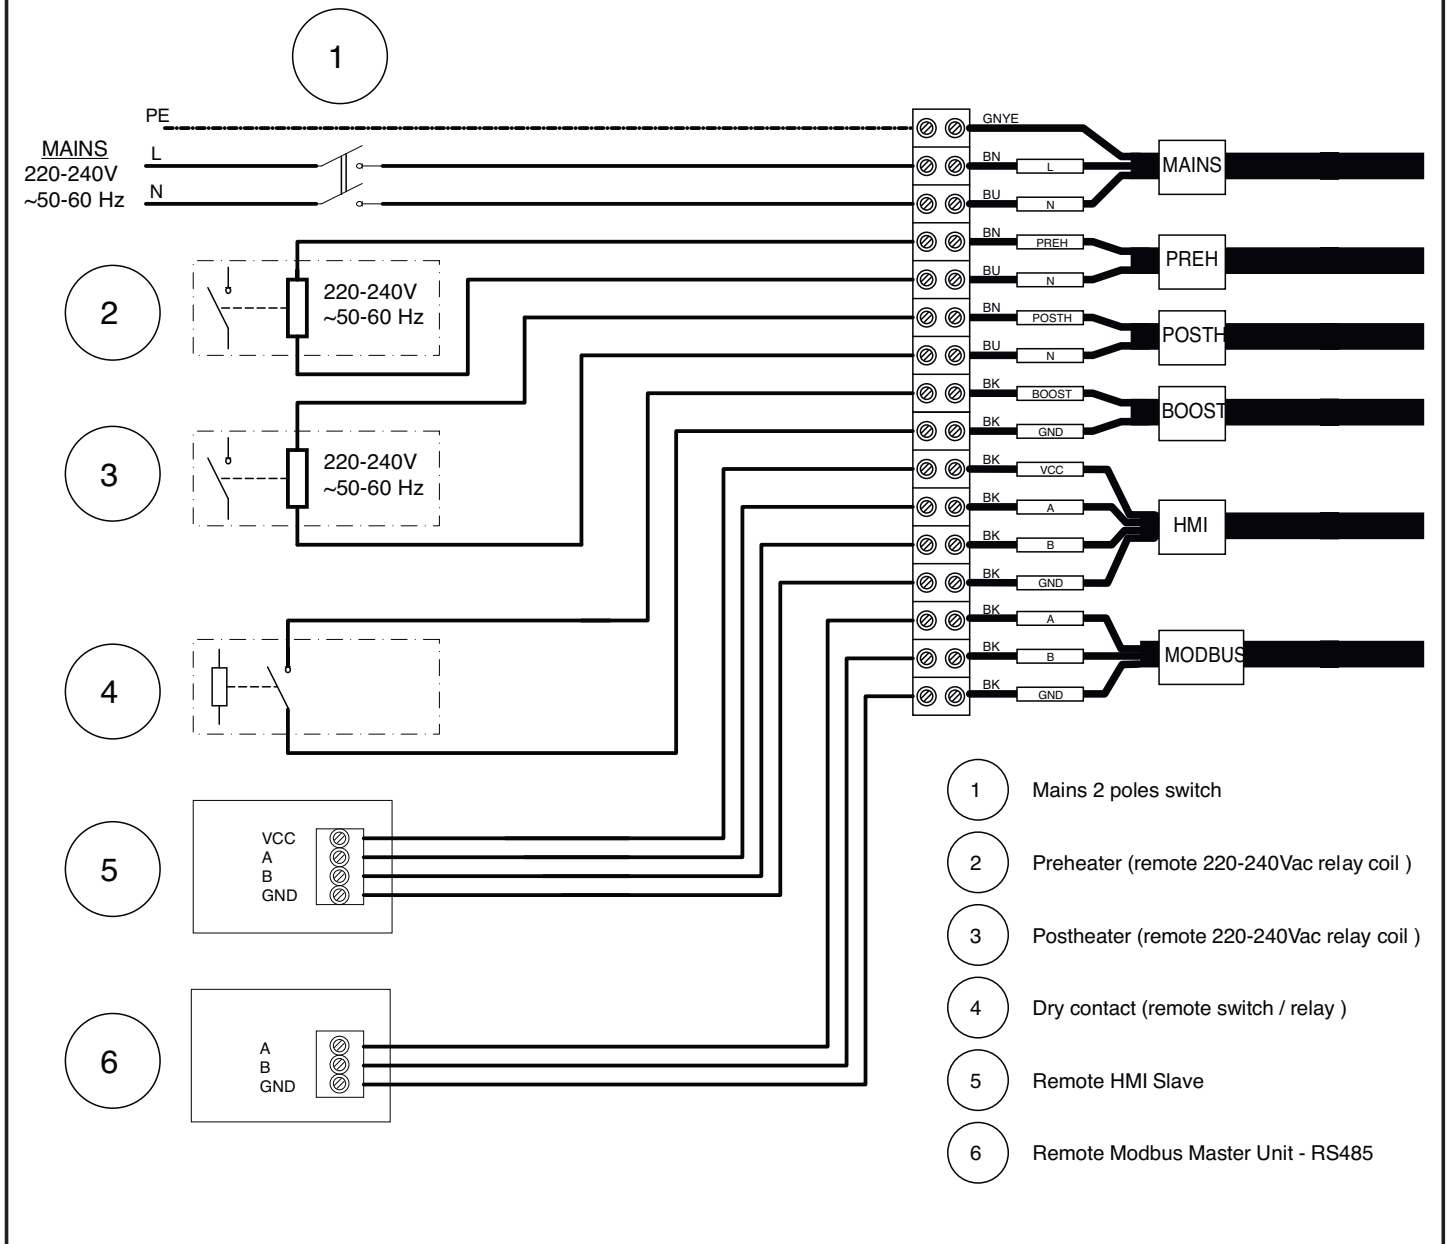 1
PE
MAINS
220-240V
~50-60 Hz
L
N
GNYE
BN
L
BU
N
MAINS
BN
PREH
BU
N
PREH
BN
POSTH
BU
N
POSTH
BK
BOOST
BK
GND
BOOST
BK
VCC
BK
A
BK
B
BK
GND
HMI
BK
A
BK
B
BK
GND
MODBUS
2
220-240V
~50-60 Hz
3
220-240V
~50-60 Hz
4
5
VCC
A
B
GND
6
A
B
GND
1 Mains 2 poles switch
2 Preheater (remote 220-240Vac relay coil )
3 Postheater (remote 220-240Vac relay coil )
4 Dry contact (remote switch / relay )
5 Remote HMI Slave
6 Remote Modbus Master Unit - RS485